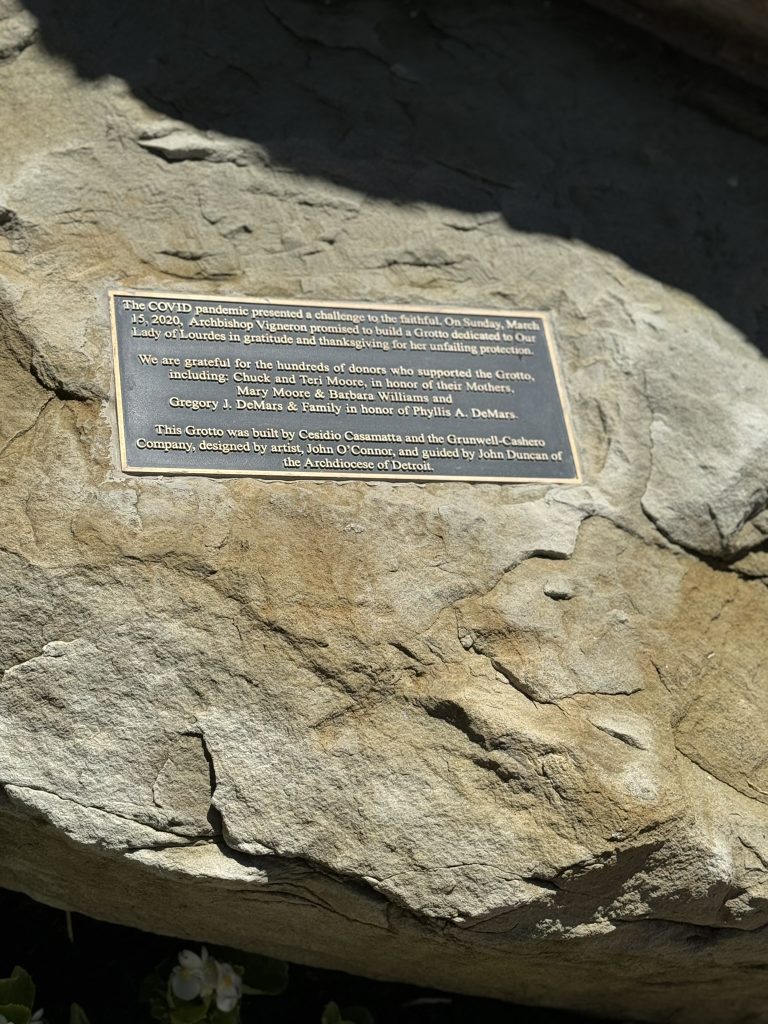 The COVID pandemic presented a challenge to the faithful. On Sunday, March
15, 2020, Archbishop Vigneron promised to build a Grotto dedicated to Our
Lady of Lourdes in gratitude and thanksgiving for her unfailing protection.
We are grateful for the hundreds of donors who supported the Grotto,
including: Chuck and Teri Moore, in honor of their Mothers,
Mary Moore & Barbara Williams and
Gregory J. DeMars & Family in honor of Phyllis A. DeMars.
This Grotto was built by Cesidio Casamatta and the Grunwell-Cashero
Company, designed by artist, John O'Connor, and guided by John Duncan of
the Archdiocese of Detroit.